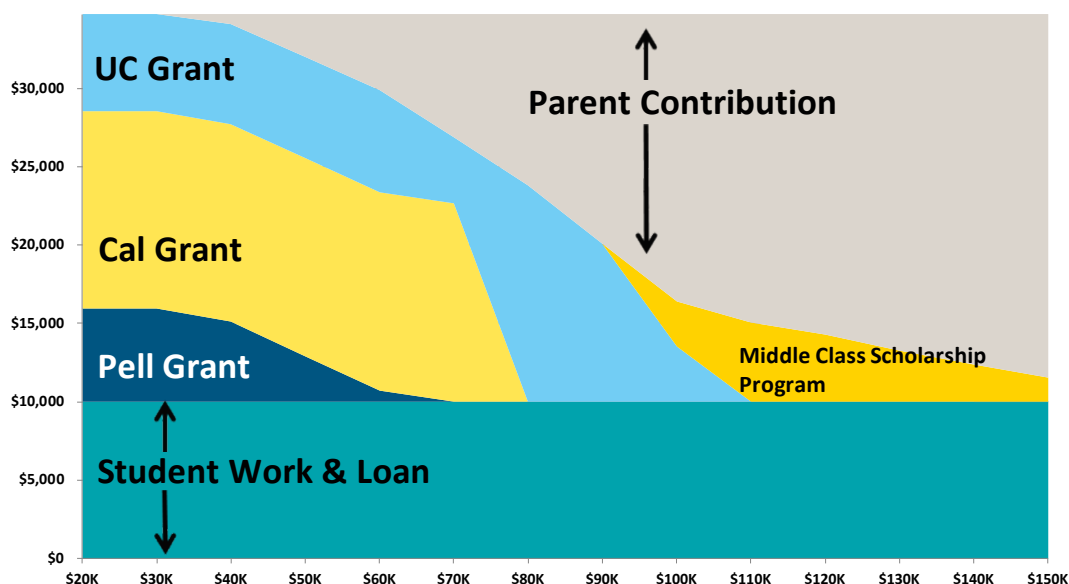 UC Grant
$30,000
Parent Contribution
$25,000
Cal Grant
$20,000
$15,000
Middle Class Scholarship
Program
Pell Grant
$10,000
Student Work & Loan
$5,000
$0
$20K $30K $40K $50K $60K $70K $80K $90K $100K $110K $120K $130K $140K $150K